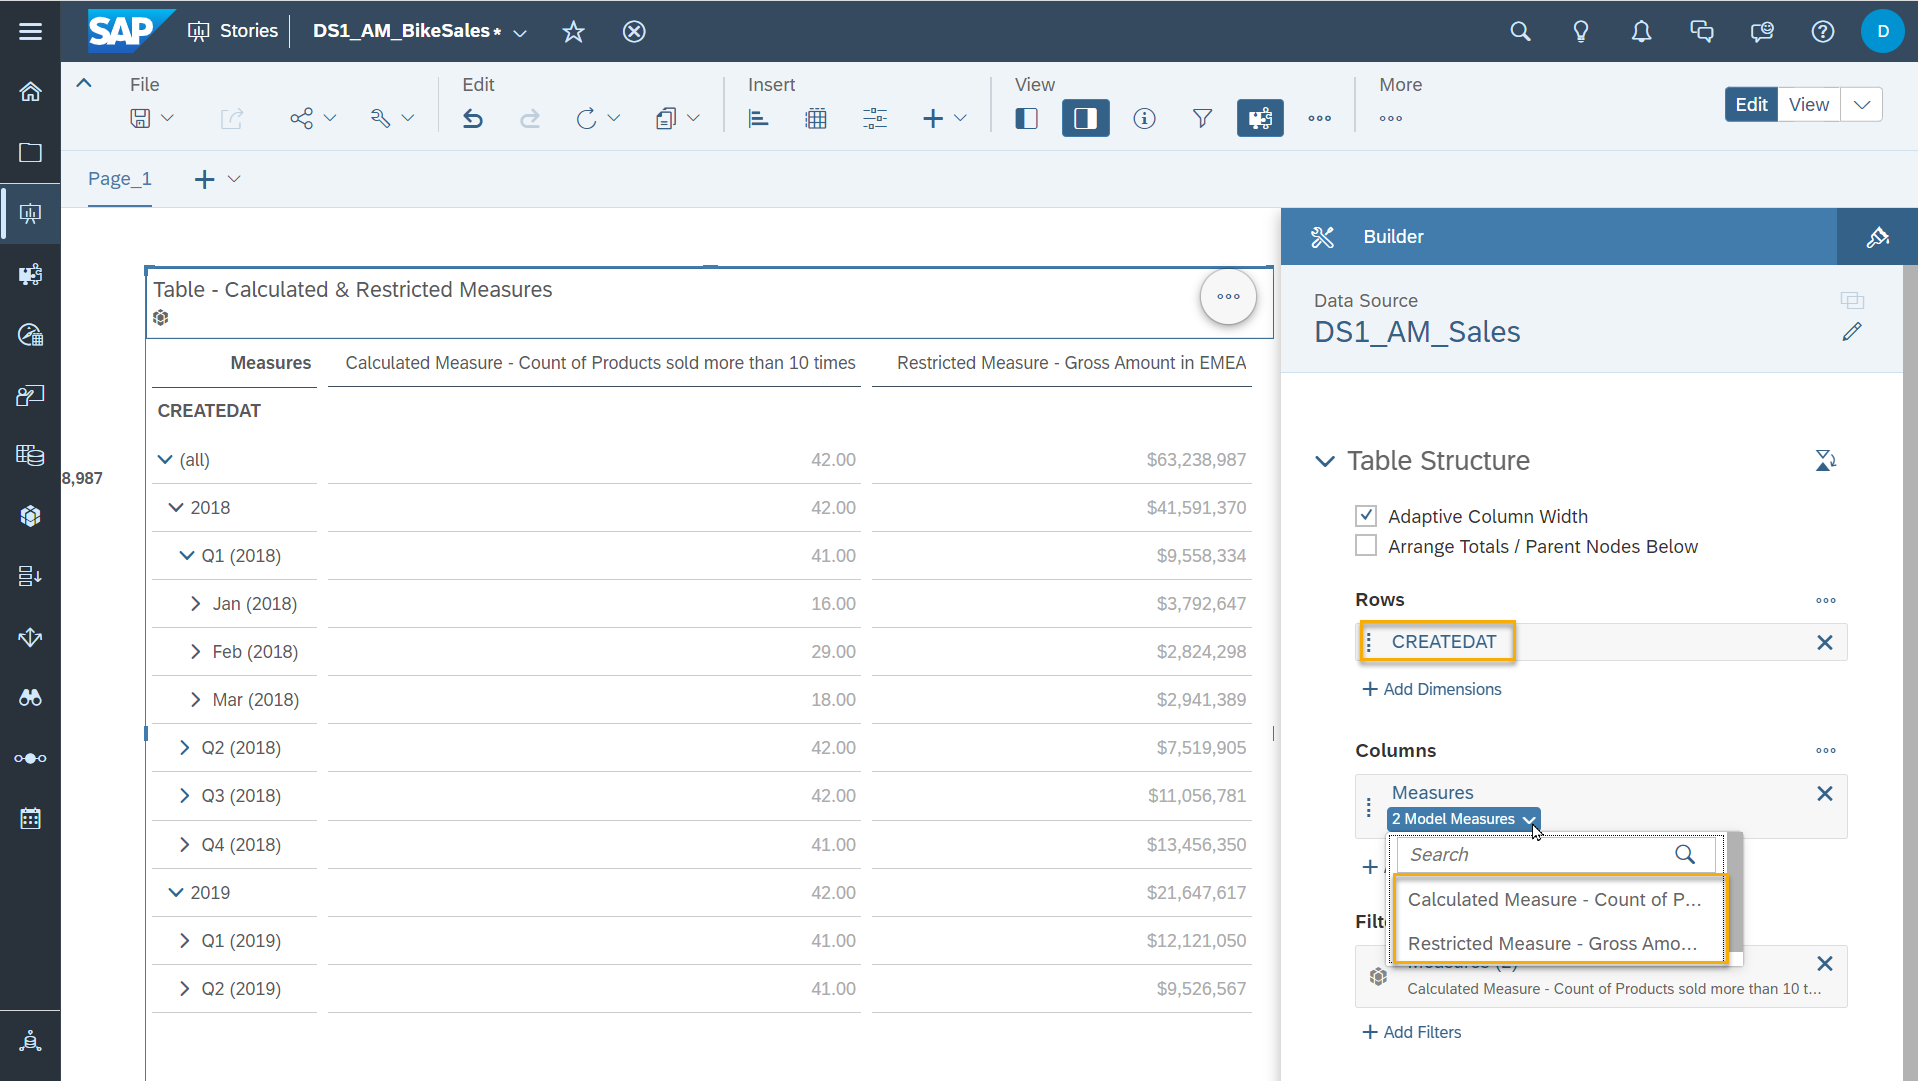 SAP
Stories
DS1_AM_BikeSales*
D
File
Edit
Insert
View
More
Edit
View
Page_1
Builder
Data Source
DS1_AM_Sales
Table - Calculated & Restricted Measures
Measures
Calculated Measure - Count of Products sold more than 10 times
Restricted Measure - Gross Amount in EMEA
CREATEDAT
(all) 42.00 $63,238,987
8,987
2018 42.00 $41,591,370
Q1 (2018) 41.00 $9,558,334
Jan (2018) 16.00 $3,792,647
Feb (2018) 29.00 $2,824,298
Mar (2018) 18.00 $2,941,389
Q2 (2018) 42.00 $7,519,905
Q3 (2018) 42.00 $11,056,781
Q4 (2018) 41.00 $13,456,350
2019 42.00 $21,647,617
Q1 (2019) 41.00 $12,121,050
Q2 (2019) 41.00 $9,526,567
Table Structure
Adaptive Column Width
Arrange Totals / Parent Nodes Below
Rows
CREATEDAT
+ Add Dimensions
Columns
Measures
2 Model Measures
Search
Calculated Measure - Count of P...
Restricted Measure - Gross Amo...
Measures (2)
Calculated Measure - Count of Products sold more than 10 t...
+ Add Filters